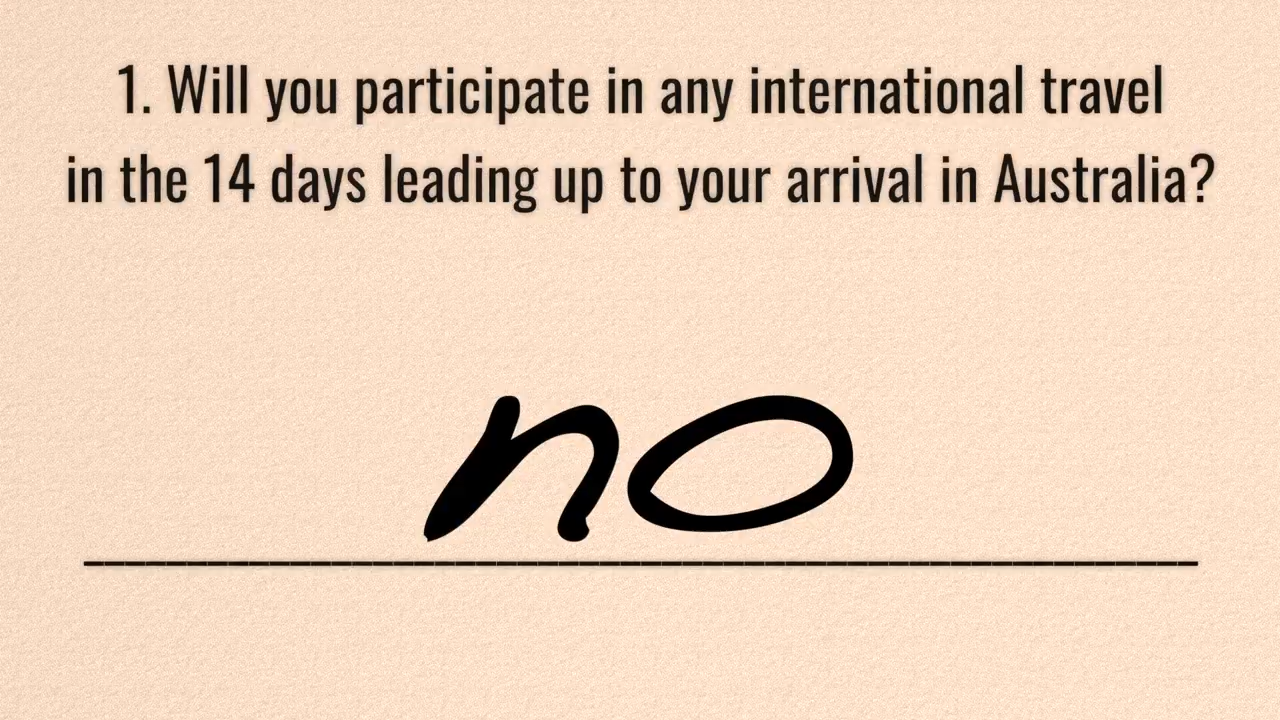 1. Will you participate in any international travel
in the 14 days leading up to your arrival in Australia?
no